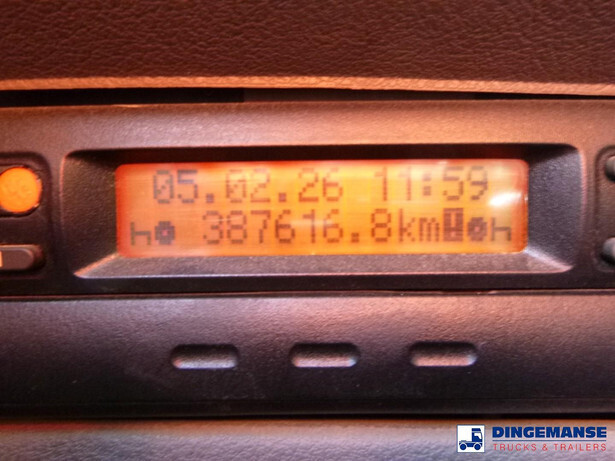 05.02.26 11:59
387616.8km
DINGEMANSE
TRUCKS & TRAILERS